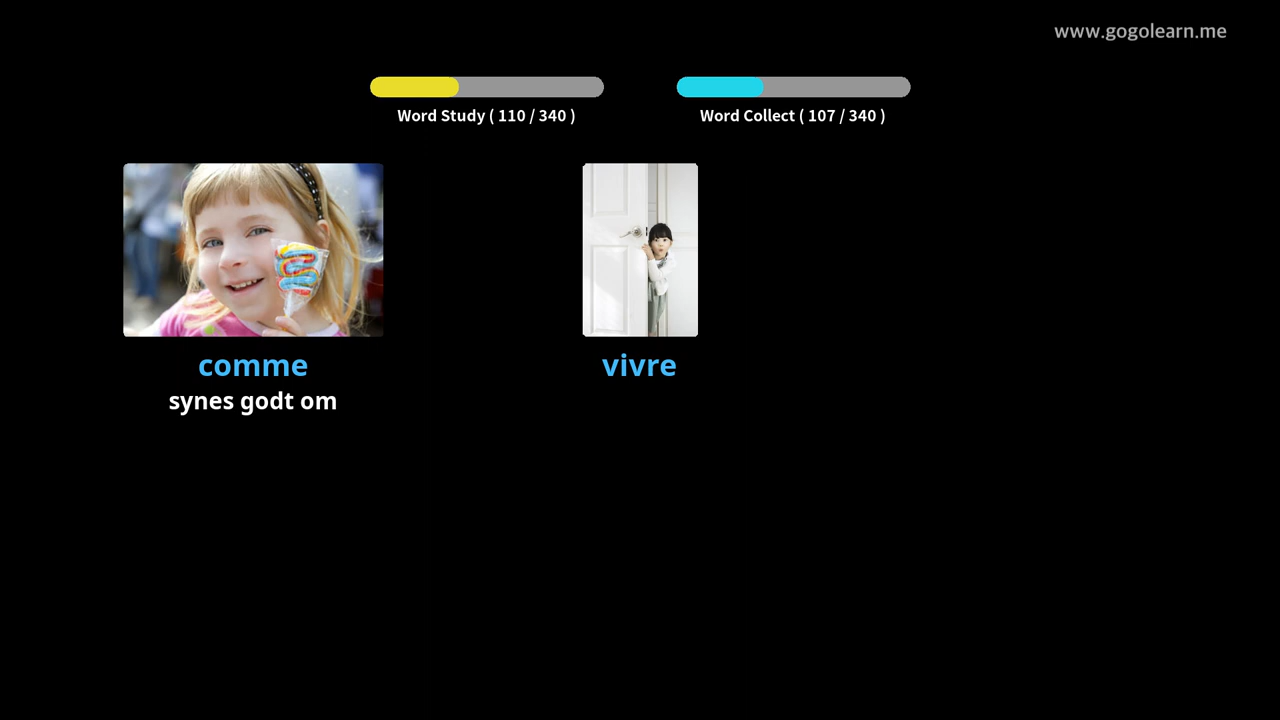 www.gogolearn.me
Word Study ( 110 / 340 )
Word Collect ( 107 / 340 )
comme
vivre
synes godt om